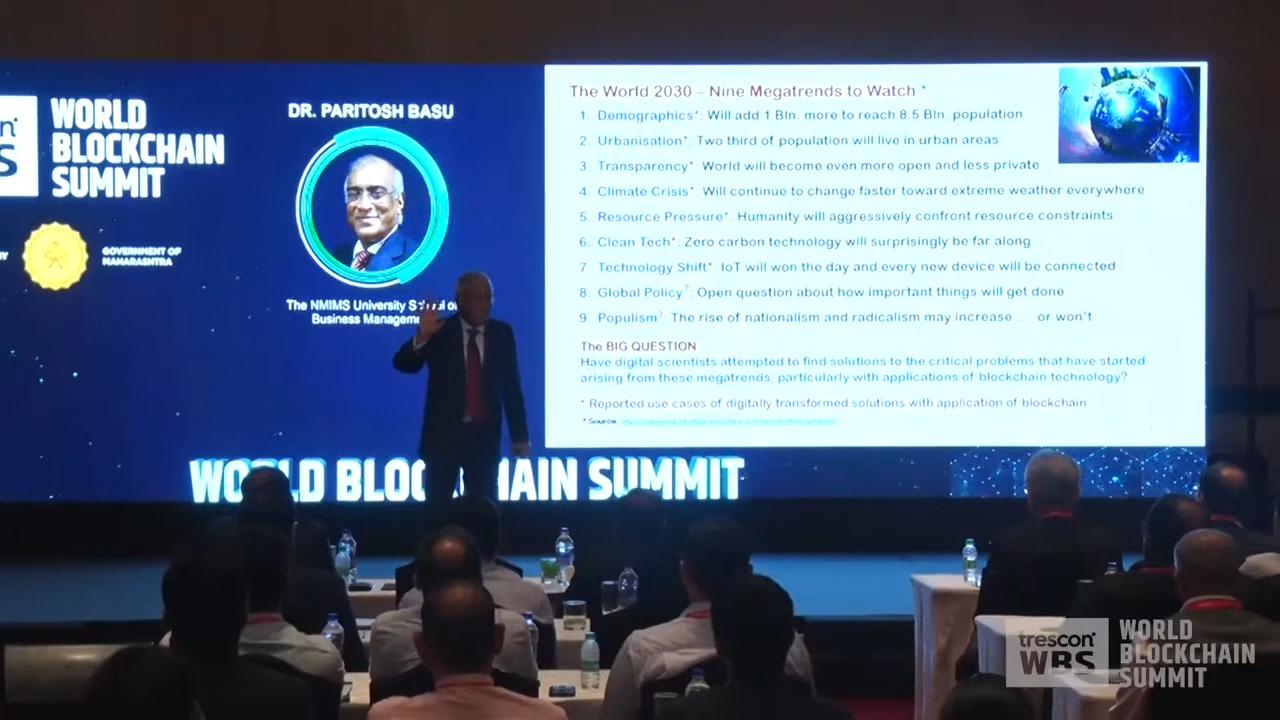 con
BS
WORLD
BLOCKCHAIN
SUMMIT
GOVERNMENT OF
MAHARASHTRA
DR. PARITOSH BASU
The NMIMS University
Business
The World 2030 – Nine Megatrends to Watch *
1. Demographics*: Will add 1 Bln. more to reach 8.5 Bln. population
2. Urbanisation*: Two third of population will live in urban areas
3. Transparency*: World will become even more open and less private
4. Climate Crisis*: Will continue to change faster toward extreme weather everywhere
5. Resource Pressure*: Humanity will aggressively confront resource constraints
6. Clean Tech*: Zero carbon technology will surprisingly be far along
7 Technology Shift*: IoT will won the day and every new device will be connected
8. Global Policy?: Open question about how important things will get done
9. Populism?: The rise of nationalism and radicalism may increase .... or won't
The BIG QUESTION
Have digital scientists attempted to find solutions to the critical problems that have started
arising from these megatrends, particularly with applications of blockchain technology?
* Reported use cases of digitally transformed solutions with application of blockchain
* Source
WORLD BLOCKCHAIN SUMMIT
trescon
WBS
WORLD
BLOCKCHAIN
SUMMIT